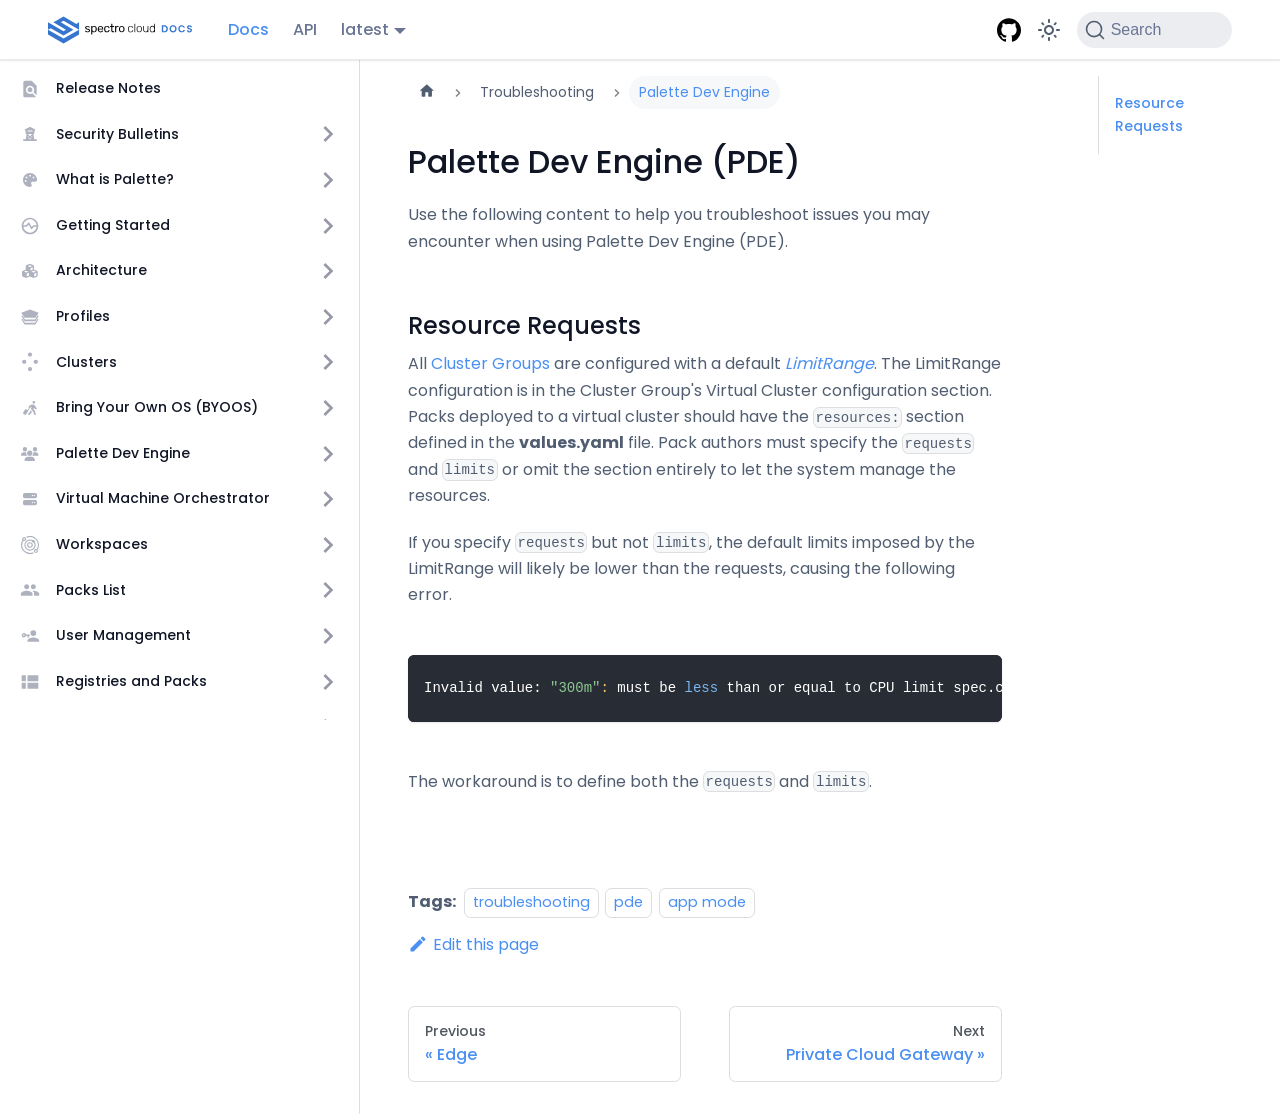 spectro cloud DOCS
Docs
API
latest
Search
Release Notes
Security Bulletins
What is Palette?
Getting Started
Architecture
Profiles
Clusters
Bring Your Own OS (BYOOS)
Palette Dev Engine
Virtual Machine Orchestrator
Workspaces
Packs List
User Management
Registries and Packs
Troubleshooting
Palette Dev Engine
Palette Dev Engine (PDE)
Use the following content to help you troubleshoot issues you may
encounter when using Palette Dev Engine (PDE).
Resource Requests
All Cluster Groups are configured with a default LimitRange. The LimitRange
configuration is in the Cluster Group's Virtual Cluster configuration section.
Packs deployed to a virtual cluster should have the resources: section
defined in the values.yaml file. Pack authors must specify the requests
and limits or omit the section entirely to let the system manage the
resources.
If you specify requests but not limits, the default limits imposed by the
LimitRange will likely be lower than the requests, causing the following
error.
Invalid value: "300m": must be less than or equal to CPU limit spec.c
The workaround is to define both the requests and limits.
Tags: troubleshooting pde app mode
Edit this page
Previous
« Edge
Next
Private Cloud Gateway »
Resource
Requests